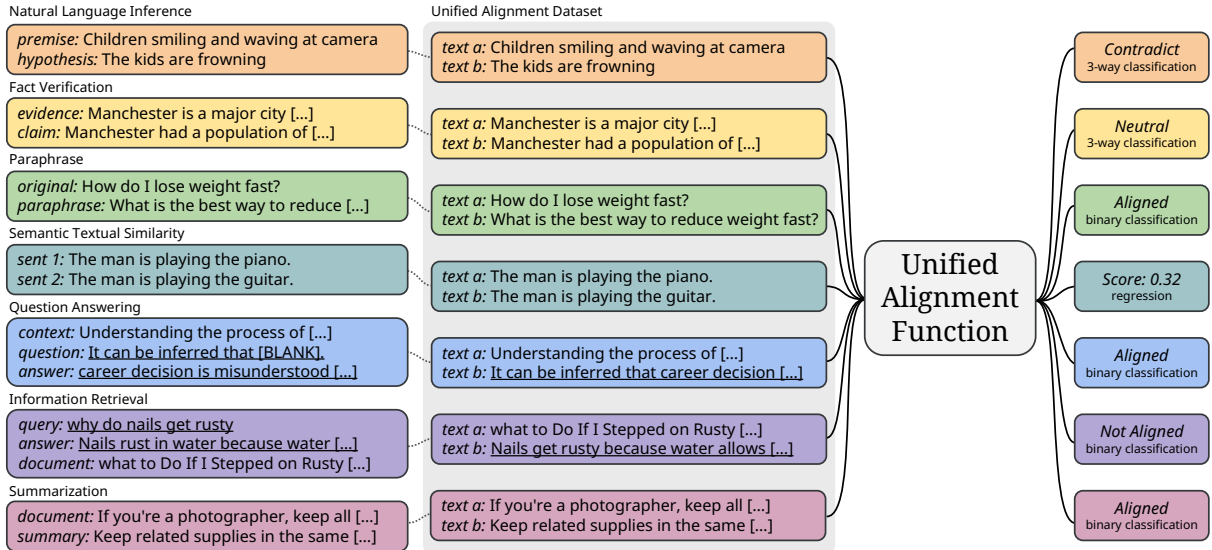 Natural Language Inference
premise: Children smiling and waving at camera
hypothesis: The kids are frowning
Fact Verification
evidence: Manchester is a major city [...]
claim: Manchester had a population of [...]
Paraphrase
original: How do I lose weight fast?
paraphrase: What is the best way to reduce [...]
Semantic Textual Similarity
sent 1: The man is playing the piano.
sent 2: The man is playing the guitar.
Question Answering
context: Understanding the process of [...]
question: It can be inferred that [BLANK].
answer: career decision is misunderstood [...]
Information Retrieval
query: why do nails get rusty
answer: Nails rust in water because water [...]
document: what to Do If I Stepped on Rusty [...]
Summarization
document: If you're a photographer, keep all [...]
summary: Keep related supplies in the same [...]
Unified Alignment Dataset
text a: Children smiling and waving at camera
text b: The kids are frowning
text a: Manchester is a major city [...]
text b: Manchester had a population of [...]
text a: How do I lose weight fast?
text b: What is the best way to reduce weight fast?
text a: The man is playing the piano.
text b: The man is playing the guitar.
text a: Understanding the process of [...]
text b: It can be inferred that career decision [...]
text a: what to Do If I Stepped on Rusty [...]
text b: Nails get rusty because water allows [...]
text a: If you're a photographer, keep all [...]
text b: Keep related supplies in the same [...]
Unified
Alignment
Function
Contradict
3-way classification
Neutral
3-way classification
Aligned
binary classification
Score: 0.32
regression
Aligned
binary classification
Not Aligned
binary classification
Aligned
binary classification